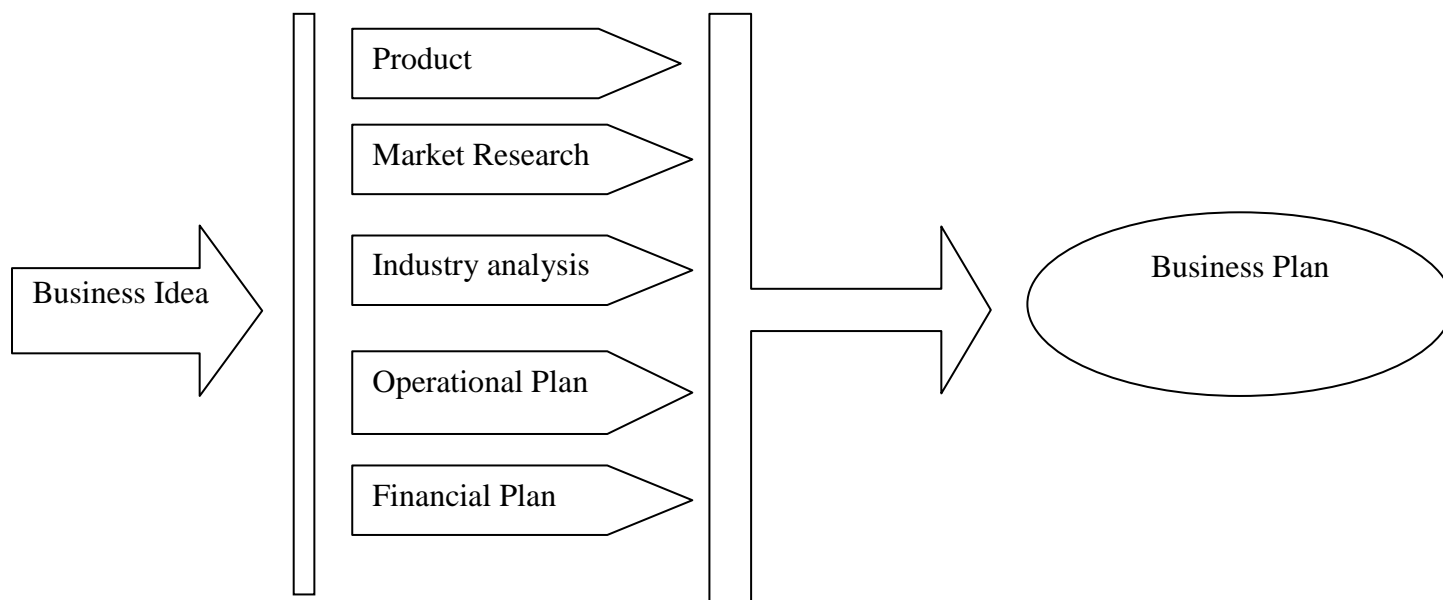 Product
Market Research
Industry analysis
Business Idea
Operational Plan
Financial Plan
Business Plan